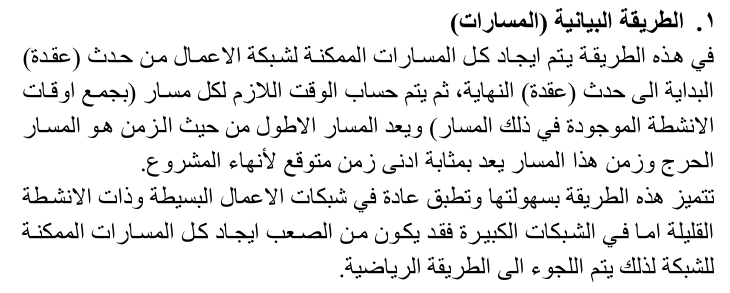 ١. الطريقة البيانية (المسارات)
في هذه الطريقة يتم ايجاد كل المسارات الممكنة لشبكة الاعمال من حدث (عقدة)
البداية الى حدث (عقدة) النهاية، ثم يتم حساب الوقت اللازم لكل مسار (بجمع اوقات
الانشطة الموجودة في ذلك المسار) ويعد المسار الاطول من حيث الزمن هو المسار
الحرج وزمن هذا المسار يعد بمثابة ادنى زمن متوقع لأنهاء المشروع.
تتميز هذه الطريقة بسهولتها وتطبق عادة في شبكات الاعمال البسيطة وذات الانشطة
القليلة اما في الشبكات الكبيرة فقد يكون من الصعب ايجاد كل المسارات الممكنة
للشبكة لذلك يتم اللجوء الى الطريقة الرياضية.